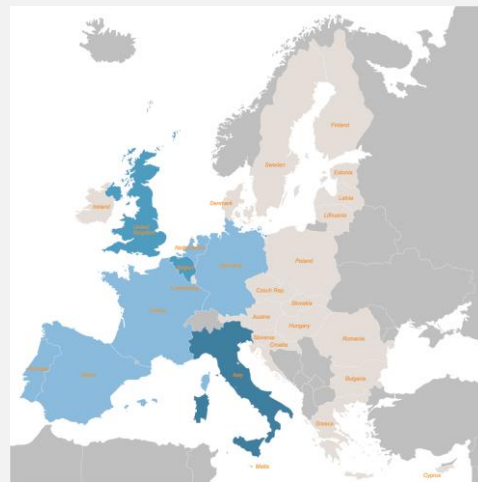 Finland
Sweden
Estonia
Latvia
Denmark
Lithuania
Ireland
United
Kingdom
Netherlands
Poland
Germany
Belgium
Luxembourg
Czech Rep.
Slovakia
France
Austria
Hungary
Slovenia
Romania
Croatia
Bulgaria
Portugal
Spain
Italy
Greece
Malta
Cyprus